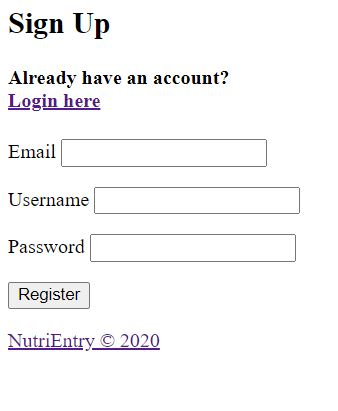 Sign Up
Already have an account?
Login here
Email
Username
Password
Register
NutriEntry © 2020